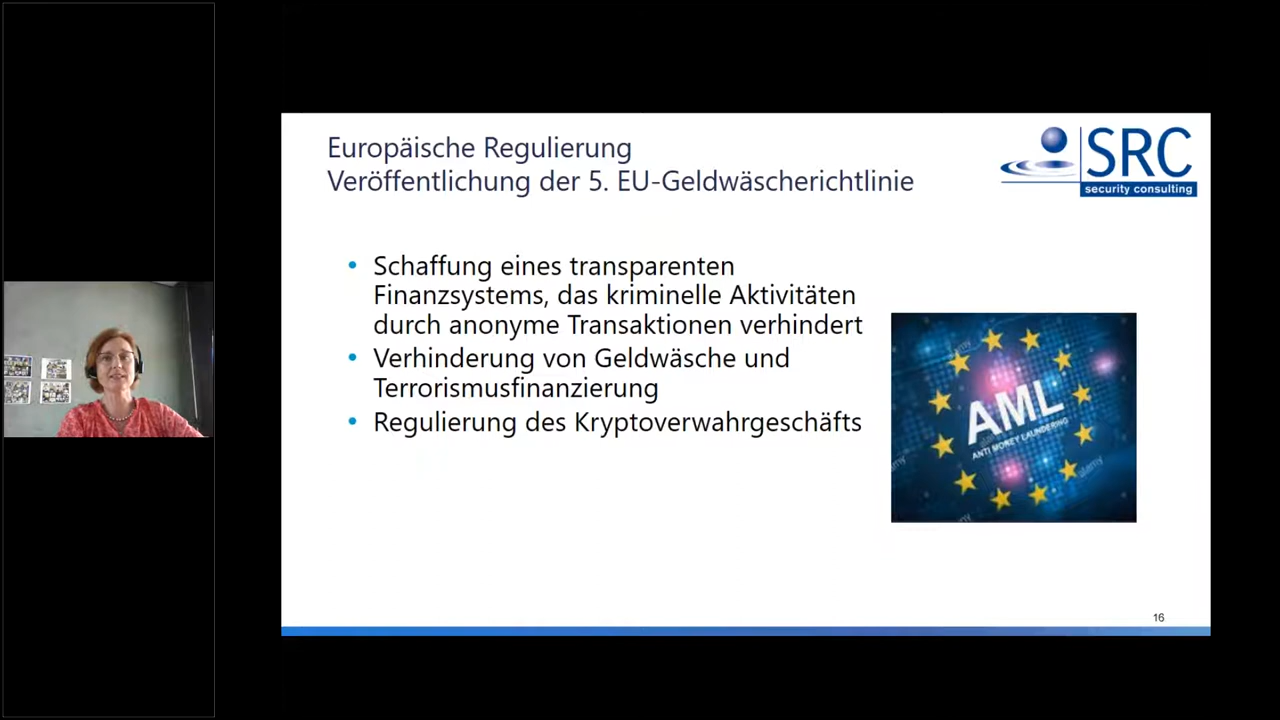 Europäische Regulierung
Veröffentlichung der 5. EU-Geldwäscherichtlinie
SRC
security consulting
• Schaffung eines transparenten
Finanzsystems, das kriminelle Aktivitäten
durch anonyme Transaktionen verhindert
• Verhinderung von Geldwäsche und
Terrorismusfinanzierung
• Regulierung des Kryptoverwahrgeschäfts
AML
ANTI MONEY LAUNDERING
16